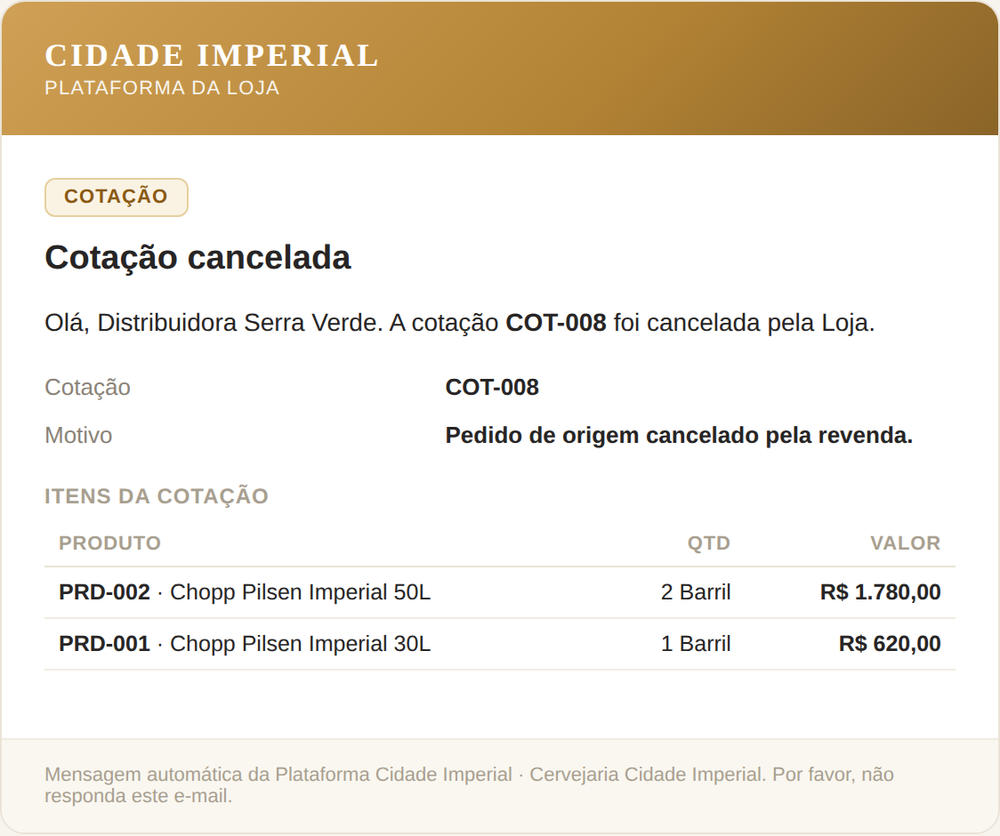 CIDADE IMPERIAL
PLATAFORMA DA LOJA
COTAÇÃO
Cotação cancelada
Olá, Distribuidora Serra Verde. A cotação COT-008 foi cancelada pela Loja.
Cotação COT-008
Motivo Pedido de origem cancelado pela revenda.
ITENS DA COTAÇÃO
PRODUTO QTD VALOR
PRD-002 · Chopp Pilsen Imperial 50L 2 Barril R$ 1.780,00
PRD-001 · Chopp Pilsen Imperial 30L 1 Barril R$ 620,00
Mensagem automática da Plataforma Cidade Imperial · Cervejaria Cidade Imperial. Por favor, não
responda este e-mail.